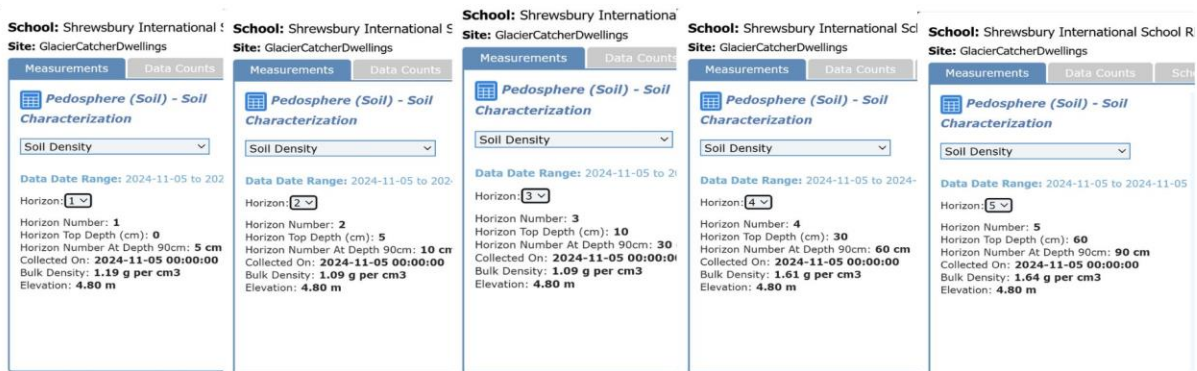 School: Shrewsbury International S
Site: GlacierCatcherDwellings
Measurements Data Counts
Pedosphere (Soil) - Soil
Characterization
Soil Density
Data Date Range: 2024-11-05 to 202
Horizon: 1
Horizon Number: 1
Horizon Top Depth (cm): 0
Horizon Number At Depth 90cm: 5 cm
Collected On: 2024-11-05 00:00:00
Bulk Density: 1.19 g per cm3
Elevation: 4.80 m
School: Shrewsbury International S
Site: GlacierCatcherDwellings
Measurements Data Counts
Pedosphere (Soil) - Soil
Characterization
Soil Density
Data Date Range: 2024-11-05 to 202
Horizon: 2
Horizon Number: 2
Horizon Top Depth (cm): 5
Horizon Number At Depth 90cm: 10 cm
Collected On: 2024-11-05 00:00:00
Bulk Density: 1.09 g per cm3
Elevation: 4.80 m
School: Shrewsbury Internationa
Site: GlacierCatcherDwellings
Measurements Data Counts
Pedosphere (Soil) - Soil
Characterization
Soil Density
Data Date Range: 2024-11-05 to 2
Horizon: 3
Horizon Number: 3
Horizon Top Depth (cm): 10
Horizon Number At Depth 90cm: 30
Collected On: 2024-11-05 00:00:0
Bulk Density: 1.09 g per cm3
Elevation: 4.80 m
School: Shrewsbury International Scl
Site: GlacierCatcherDwellings
Measurements Data Counts
Pedosphere (Soil) - Soil
Characterization
Soil Density
Data Date Range: 2024-11-05 to 2024-
Horizon: 4
Horizon Number: 4
Horizon Top Depth (cm): 30
Horizon Number At Depth 90cm: 60 cm
Collected On: 2024-11-05 00:00:00
Bulk Density: 1.61 g per cm3
Elevation: 4.80 m
School: Shrewsbury International School R
Site: GlacierCatcherDwellings
Measurements Data Counts Sch
Pedosphere (Soil) - Soil
Characterization
Soil Density
Data Date Range: 2024-11-05 to 2024-11-05
Horizon: 5
Horizon Number: 5
Horizon Top Depth (cm): 60
Horizon Number At Depth 90cm: 90 cm
Collected On: 2024-11-05 00:00:00
Bulk Density: 1.64 g per cm3
Elevation: 4.80 m